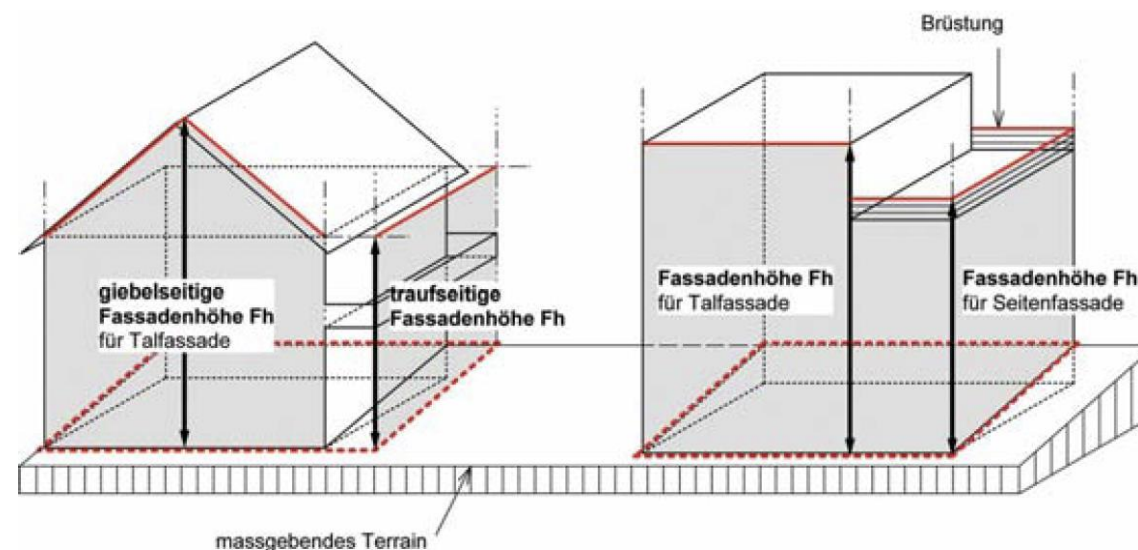 Brüstung
giebelseitige
Fassadenhöhe Fh
für Talfassade
traufseitige
Fassadenhöhe Fh
Fassadenhöhe Fh
für Talfassade
Fassadenhöhe Fh
für Seitenfassade
massgebendes Terrain